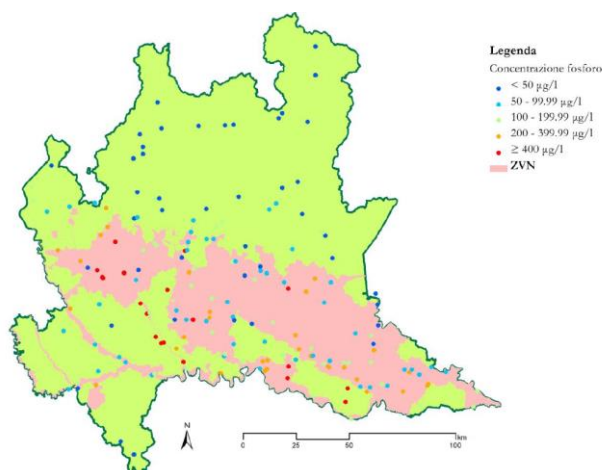 Legenda
Concentrazione fosforo
< 50 µg/l
50 - 99.99 µg/l
100 - 199.99 µg/l
200 - 399.99 µg/l
≥ 400 µg/l
ZVN
N
0 25 50 100
km